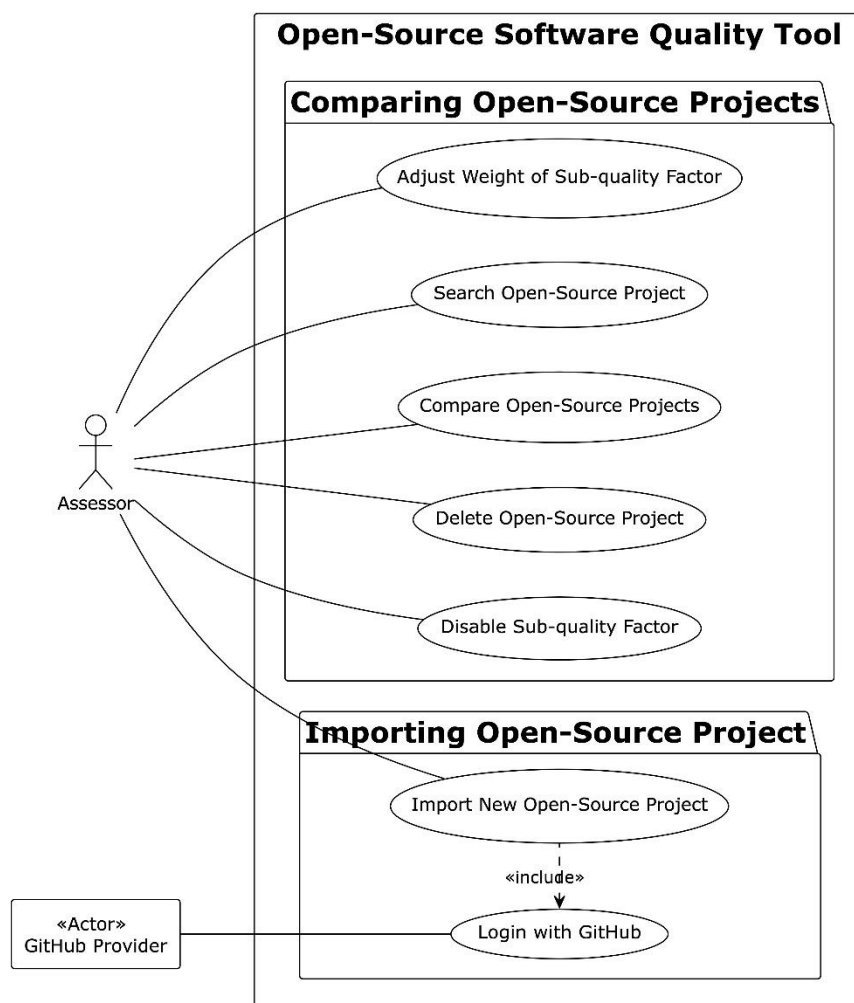 Open-Source Software Quality Tool
Comparing Open-Source Projects
Adjust Weight of Sub-quality Factor
Search Open-Source Project
Compare Open-Source Projects
Assessor
Delete Open-Source Project
Disable Sub-quality Factor
Importing Open-Source Project
Import New Open-Source Project
«include»
«Actor»
GitHub Provider
Login with GitHub